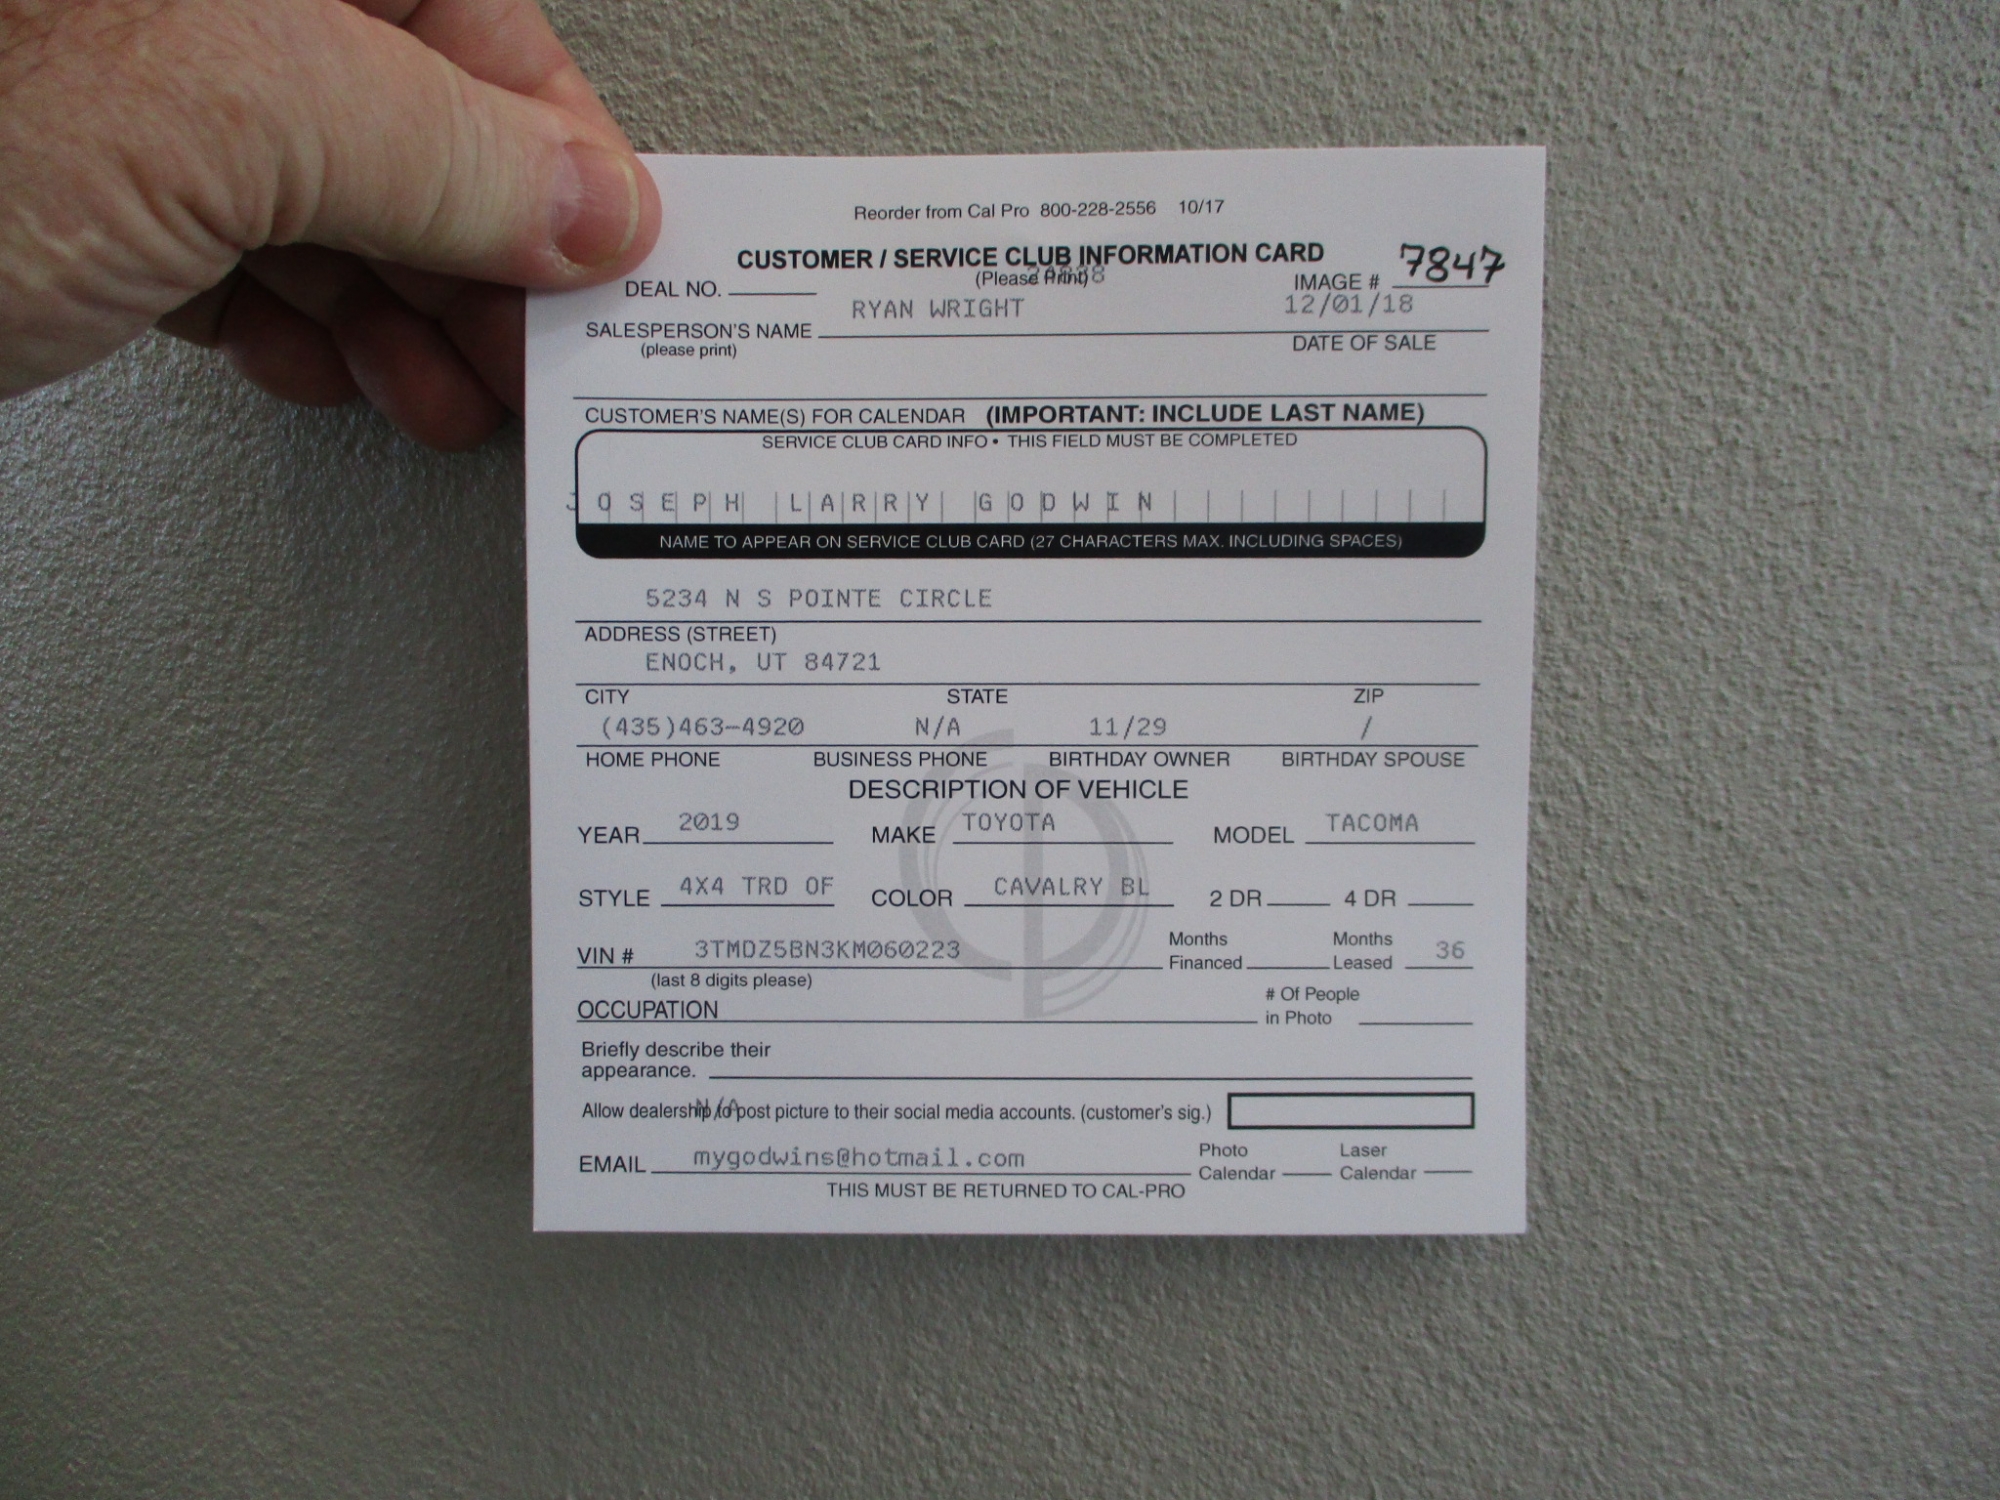 Reorder from Cal Pro 800-228-2556 10/17
CUSTOMER / SERVICE CLUB INFORMATION CARD
(Please Print)
DEAL NO. IMAGE # 7847
RYAN WRIGHT 12/01/18
SALESPERSON'S NAME DATE OF SALE
(please print)
CUSTOMER'S NAME(S) FOR CALENDAR (IMPORTANT: INCLUDE LAST NAME)
SERVICE CLUB CARD INFO • THIS FIELD MUST BE COMPLETED
JOSEPH LARRY GODWIN
NAME TO APPEAR ON SERVICE CLUB CARD (27 CHARACTERS MAX. INCLUDING SPACES)
5234 N S POINTE CIRCLE
ADDRESS (STREET)
ENOCH, UT 84721
CITY STATE ZIP
(435)463-4920 N/A 11/29 /
HOME PHONE BUSINESS PHONE BIRTHDAY OWNER BIRTHDAY SPOUSE
DESCRIPTION OF VEHICLE
YEAR 2019 MAKE TOYOTA MODEL TACOMA
STYLE 4X4 TRD OF COLOR CAVALRY BL 2 DR 4 DR
VIN # 3TMDZ5BN3KM060223 Months Financed Months Leased 36
(last 8 digits please)
OCCUPATION # Of People in Photo
Briefly describe their
appearance.
N/A
Allow dealership to post picture to their social media accounts. (customer's sig.)
EMAIL mygodwins@hotmail.com Photo Calendar Laser Calendar
THIS MUST BE RETURNED TO CAL-PRO